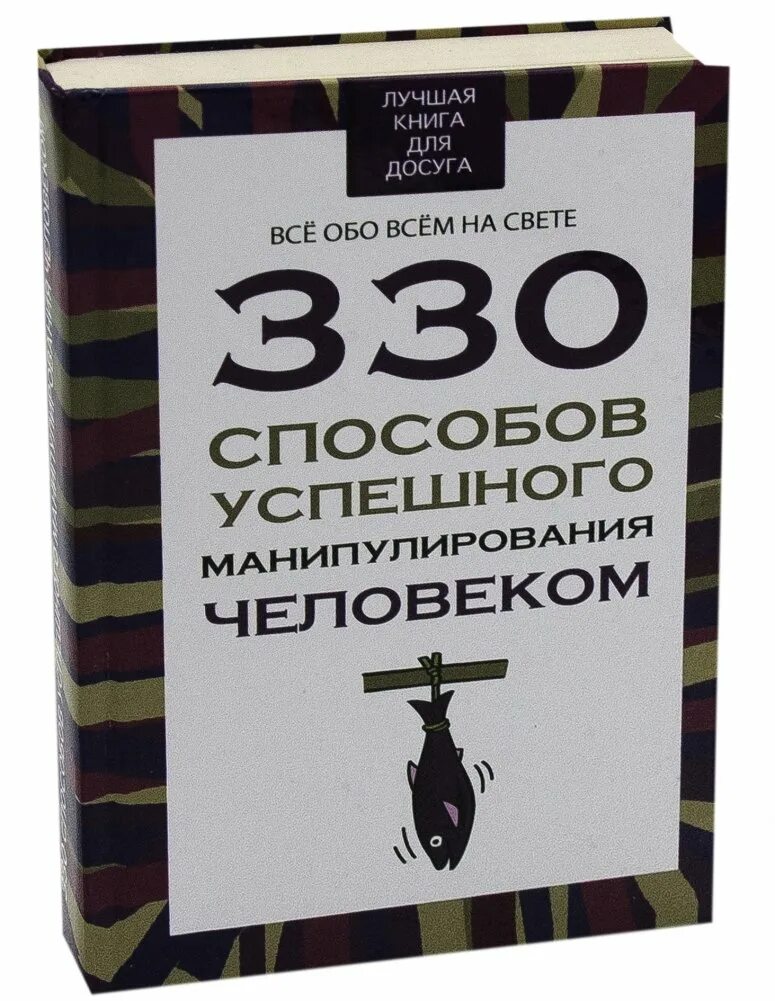 ЛУЧШАЯ
КНИГА
ДЛЯ
ДОСУГА
ВСЁ ОБО ВСЁМ НА СВЕТЕ
330
СПОСОБОВ
УСПЕШНОГО
МАНИПУЛИРОВАНИЯ
ЧЕЛОВЕКОМ